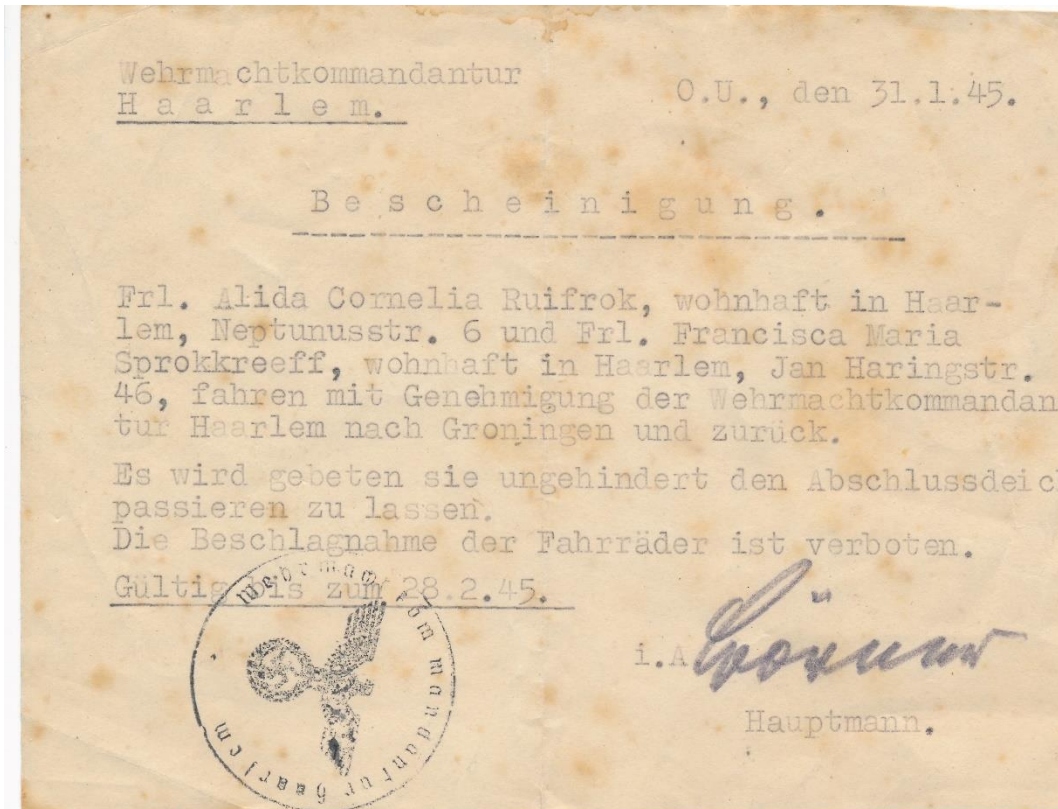 Wehrmachtkommandantur
Haarlem.
O.U., den 31.1.45.
Bescheinigung.
Frl. Alida Cornelia Ruifrok, wohnhaft in Haar-
lem, Neptunusstr. 6 und Frl. Francisca Maria
Sprokkreeff, wohnhaft in Haarlem, Jan Haringstr.
46, fahren mit Genehmigung der Wehrmachtkommandan
tur Haarlem nach Groningen und zurück.
Es wird gebeten sie ungehindert den Abschlussdeich
passieren zu lassen.
Die Beschlagnahme der Fahrräder ist verboten.
Gültig bis zum 28.2.45.
i.A
Hauptmann.
Haarlem